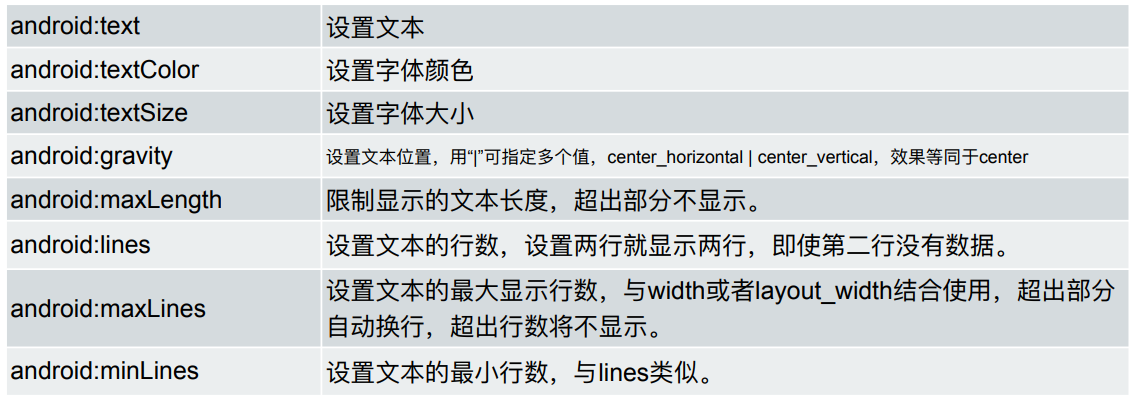 android:text 设置文本
android:textColor 设置字体颜色
android:textSize 设置字体大小
android:gravity 设置文本位置，用“|”可指定多个值，center_horizontal | center_vertical，效果等同于center
android:maxLength 限制显示的文本长度，超出部分不显示。
android:lines 设置文本的行数，设置两行就显示两行，即使第二行没有数据。
android:maxLines 设置文本的最大显示行数，与width或者layout_width结合使用，超出部分
自动换行，超出行数将不显示。
android:minLines 设置文本的最小行数，与lines类似。